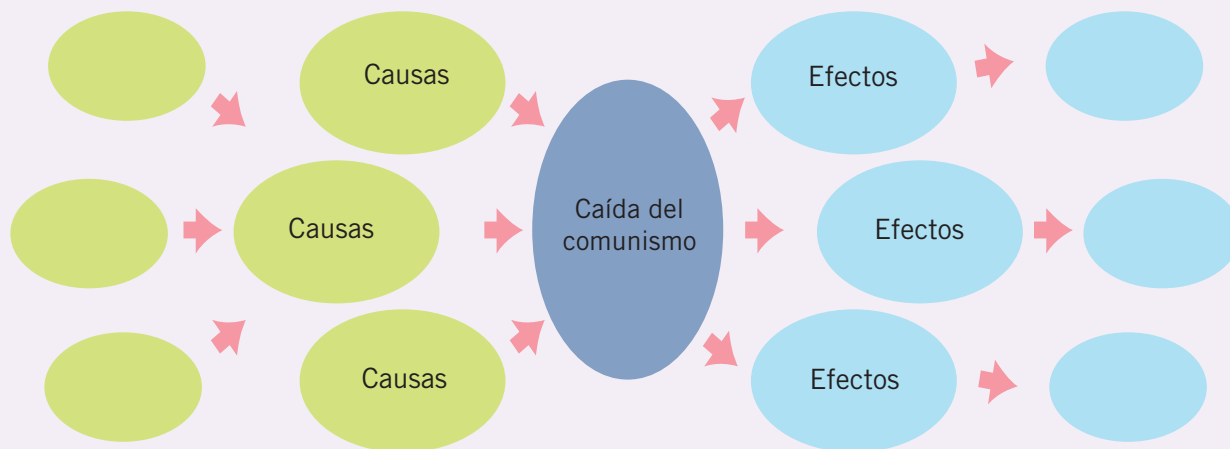 Causas
Causas
Causas
Caída del
comunismo
Efectos
Efectos
Efectos